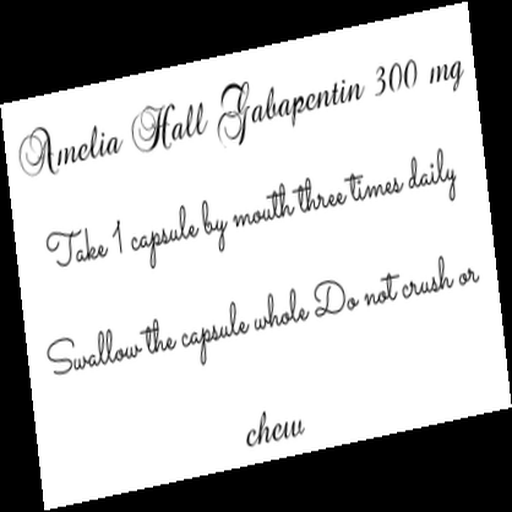 Amelia Hall Gabapentin 300 mg
Take 1 capsule by mouth three times daily
Swallow the capsule whole Do not crush or
chew